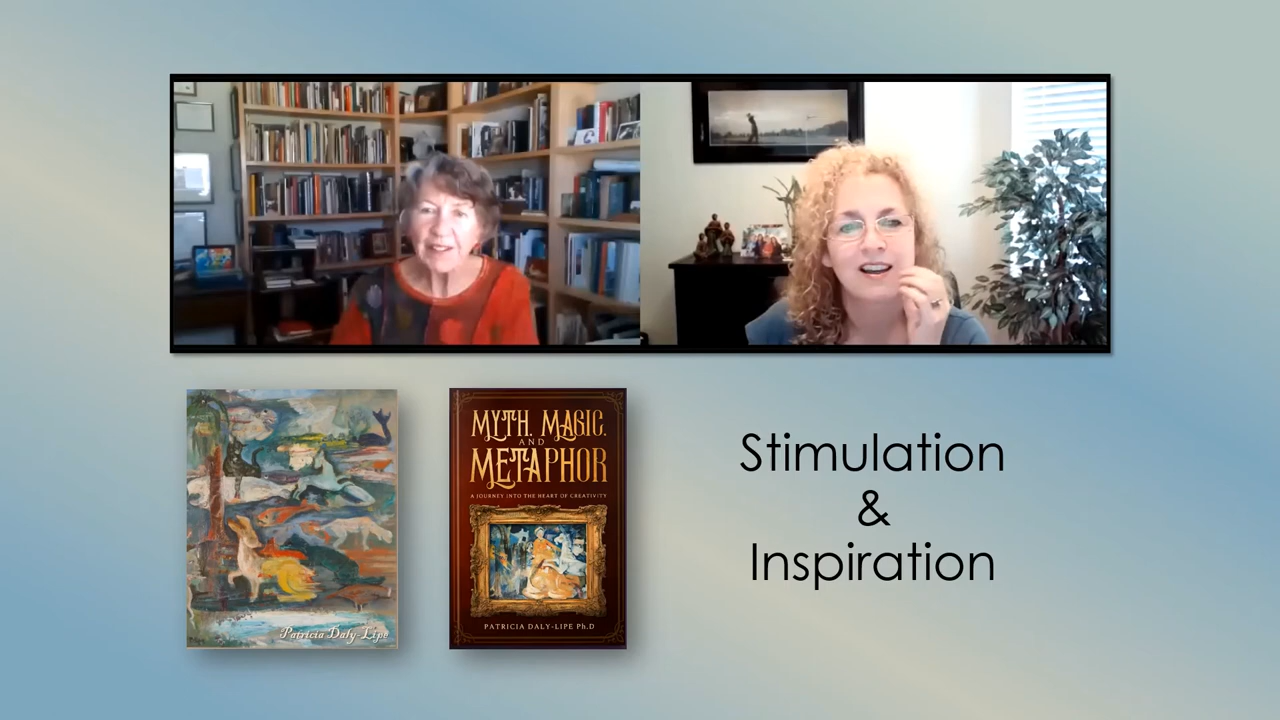 Patricia Daly-Lipe
MYTH, MAGIC,
AND
METAPHOR
A JOURNEY INTO THE HEART OF CREATIVITY
PATRICIA DALY-LIPE Ph.D
Stimulation
&
Inspiration